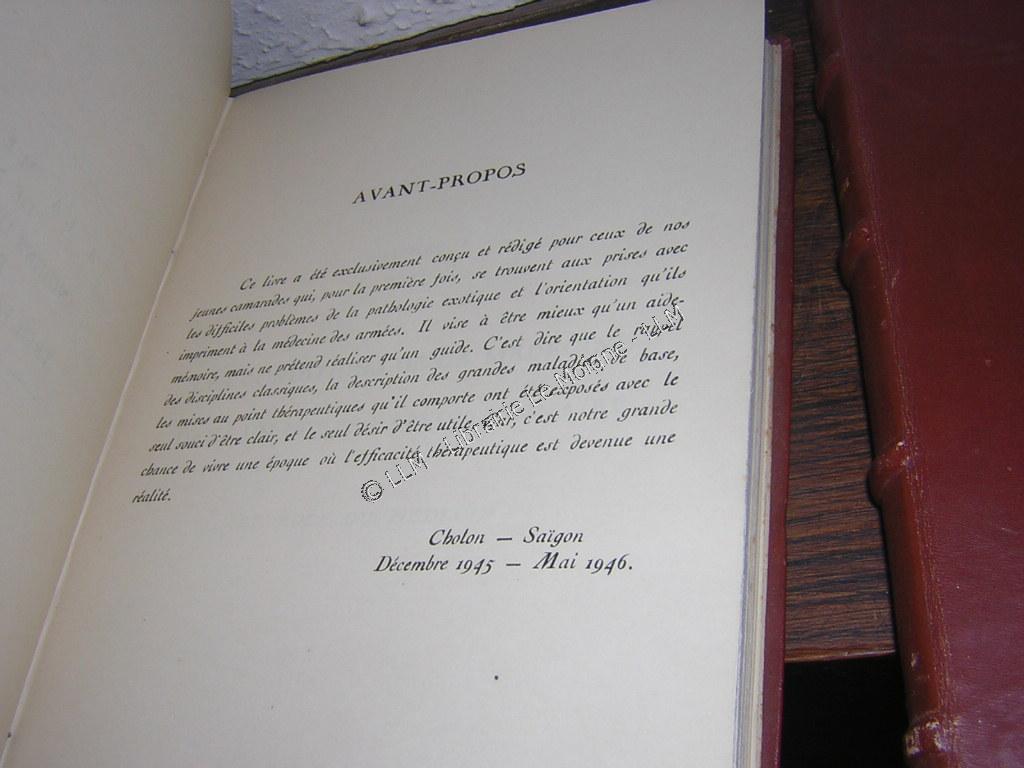 AVANT-PROPOS
Ce livre a été exclusivement conçu et rédigé pour ceux de nos
jeunes camarades qui, pour la première fois, se trouvent aux prises avec
les difficiles problèmes de la pathologie exotique et l'orientation qu'ils
impriment à la médecine des armées. Il vise à être mieux qu'un aide-
mémoire, mais ne prétend réaliser qu'un guide. C'est dire que le rappel
des disciplines classiques, la description des grandes maladies de base,
les mises au point thérapeutiques qu'il comporte ont été exposés avec le
seul souci d'être clair, et le seul désir d'être utile, car, c'est notre grande
chance de vivre une époque où l'efficacité thérapeutique est devenue une
réalité.
Cholon — Saïgon
Décembre 1945 — Mai 1946.
© LLM - Librairie Le Moigne - LLM